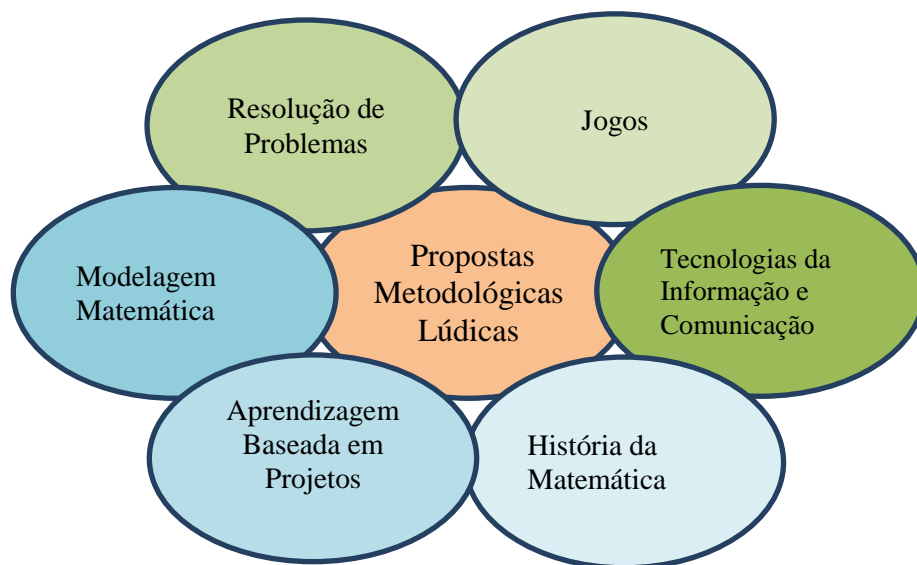 Resolução de
Problemas
Jogos
Propostas
Metodológicas
Lúdicas
Modelagem
Matemática
Tecnologias da
Informação e
Comunicação
Aprendizagem
Baseada em
Projetos
História da
Matemática